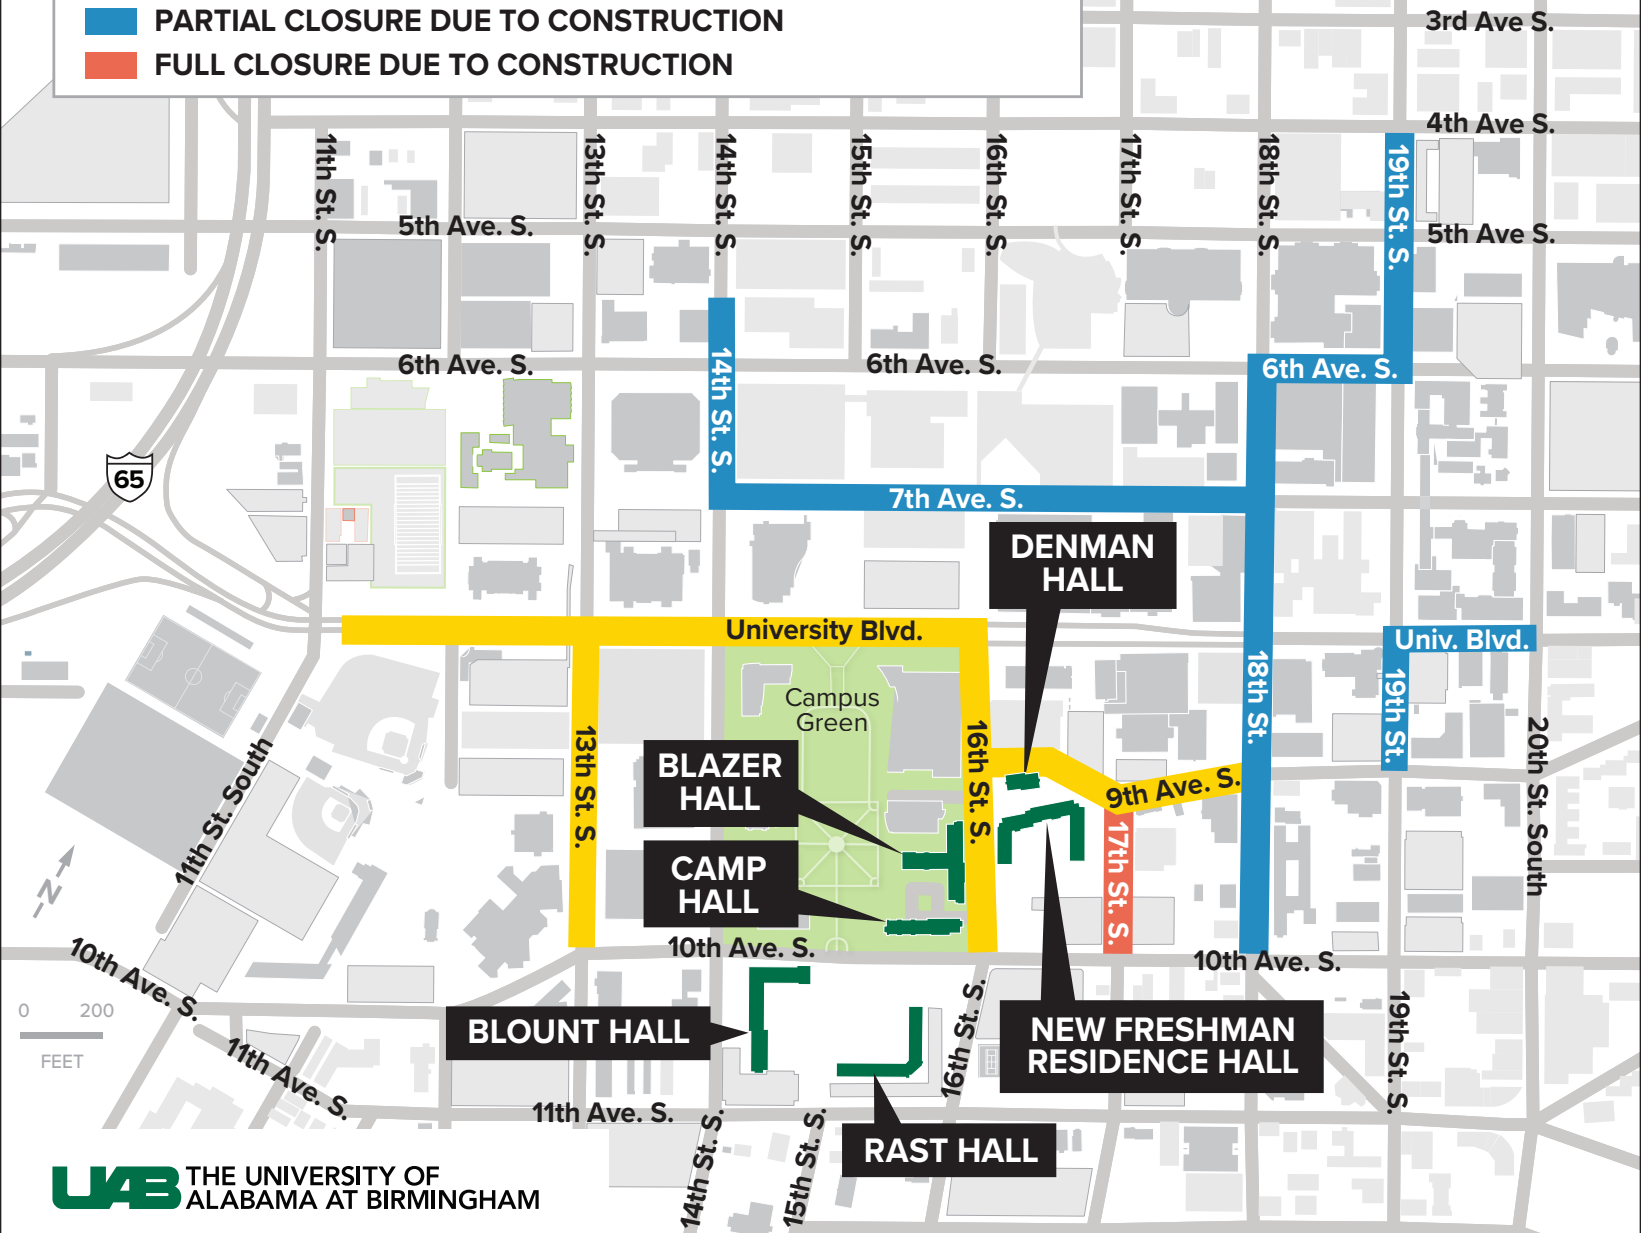 PARTIAL CLOSURE DUE TO CONSTRUCTION
FULL CLOSURE DUE TO CONSTRUCTION
3rd Ave S.
4th Ave S.
11th St. S.
13th St. S.
14th St. S.
15th St. S.
16th St. S.
17th St. S.
18th St. S.
19th St. S.
5th Ave. S.
5th Ave S.
6th Ave. S.
6th Ave. S.
6th Ave. S.
14th St. S.
65
7th Ave. S.
DENMAN
HALL
University Blvd.
Univ. Blvd.
Campus
Green
18th St.
19th St.
13th St. S.
16th St. S.
20th St. South
11th St. South
BLAZER
HALL
9th Ave. S.
17th St. S.
CAMP
HALL
N
10th Ave. S.
10th Ave. S.
10th Ave. S.
0 200
FEET
BLOUNT HALL
16th St. S.
NEW FRESHMAN
RESIDENCE HALL
19th St. S.
11th Ave. S.
11th Ave. S.
RAST HALL
14th St. S.
15th St. S.
UAB
THE UNIVERSITY OF
ALABAMA AT BIRMINGHAM